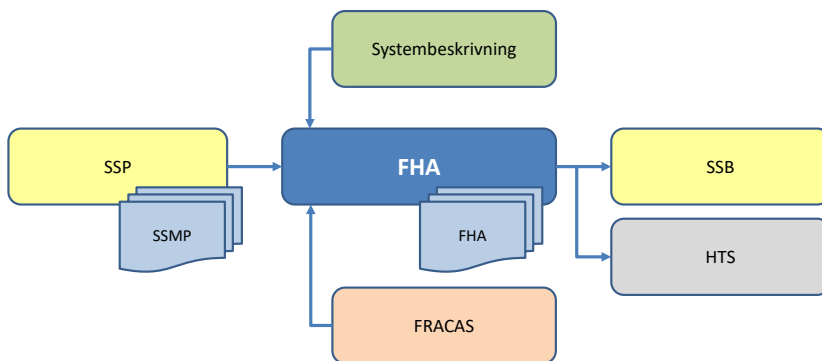 Systembeskrivning
SSP
FHA
SSB
SSMP
FHA
HTS
FRACAS